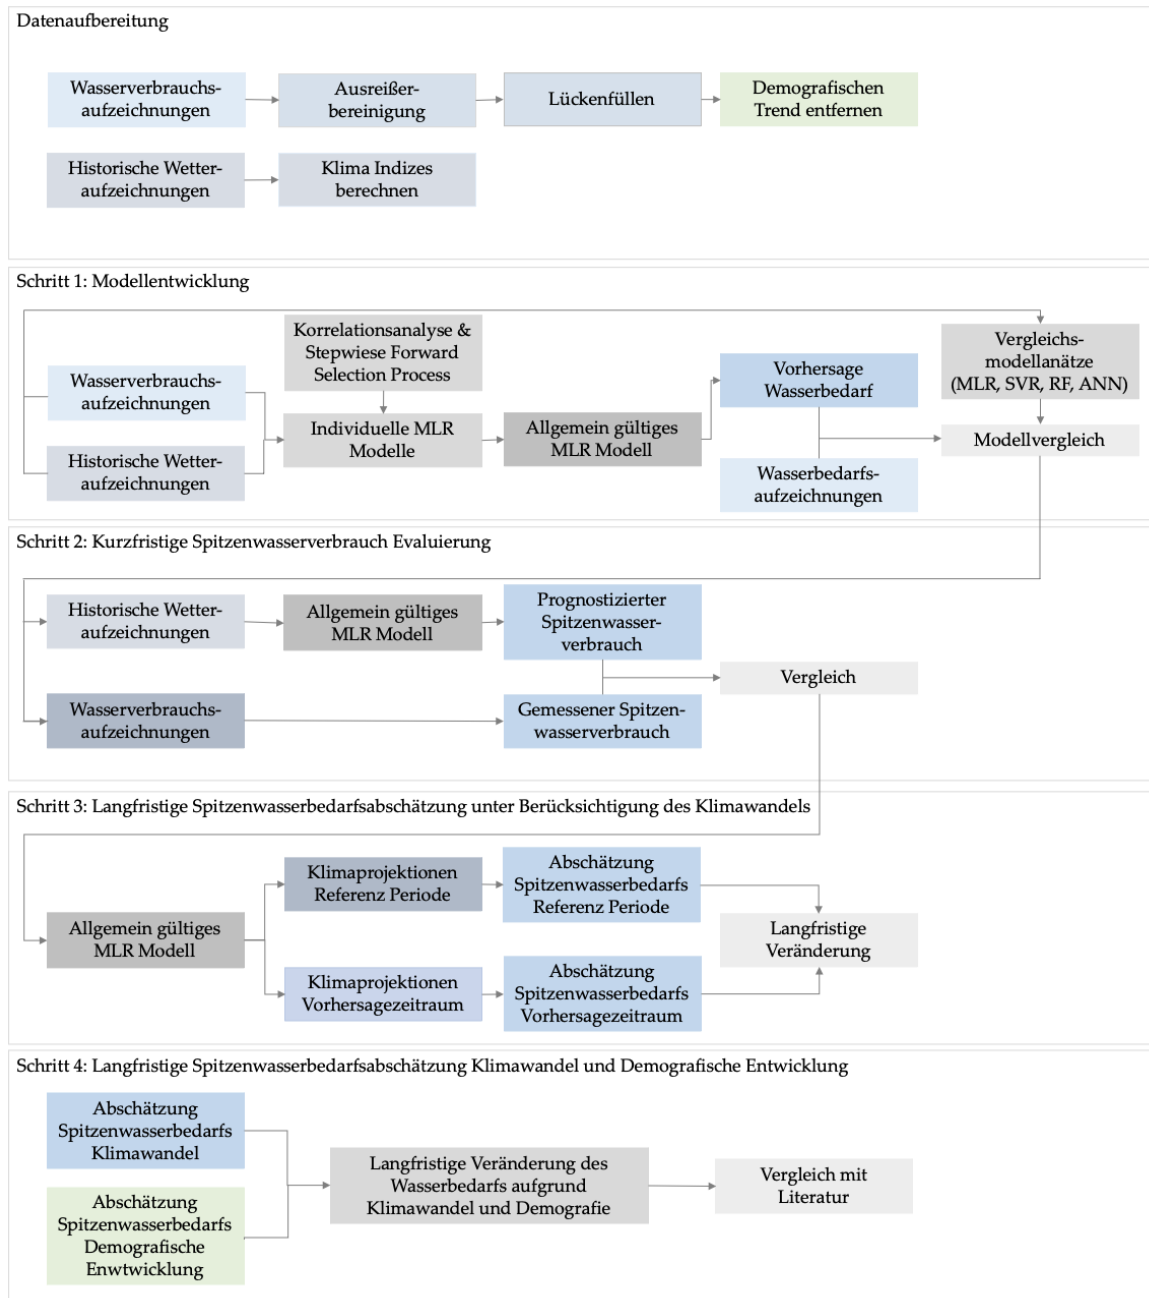 Datenaufbereitung
Wasserverbrauchs-
aufzeichnungen
Ausreißer-
bereinigung
Lückenfüllen
Demografischen
Trend entfernen
Historische Wetter-
aufzeichnungen
Klima Indizes
berechnen
Schritt 1: Modellentwicklung
Korrelationsanalyse &
Stepwiese Forward
Selection Process
Vergleichs-
modellanätze
(MLR, SVR, RF, ANN)
Wasserverbrauchs-
aufzeichnungen
Vorhersage
Wasserbedarf
Individuelle MLR
Modelle
Allgemein gültiges
MLR Modell
Modellvergleich
Historische Wetter-
aufzeichnungen
Wasserbedarfs-
aufzeichnungen
Schritt 2: Kurzfristige Spitzenwasserverbrauch Evaluierung
Historische Wetter-
aufzeichnungen
Allgemein gültiges
MLR Modell
Prognostizierter
Spitzenwasser-
verbrauch
Vergleich
Wasserverbrauchs-
aufzeichnungen
Gemessener Spitzen-
wasserverbrauch
Schritt 3: Langfristige Spitzenwasserbedarfsabschätzung unter Berücksichtigung des Klimawandels
Klimaprojektionen
Referenz Periode
Abschätzung
Spitzenwasserbedarfs
Referenz Periode
Allgemein gültiges
MLR Modell
Langfristige
Veränderung
Klimaprojektionen
Vorhersagezeitraum
Abschätzung
Spitzenwasserbedarfs
Vorhersagezeitraum
Schritt 4: Langfristige Spitzenwasserbedarfsabschätzung Klimawandel und Demografische Entwicklung
Abschätzung
Spitzenwasserbedarfs
Klimawandel
Langfristige Veränderung des
Wasserbedarfs aufgrund
Klimawandel und Demografie
Vergleich mit
Literatur
Abschätzung
Spitzenwasserbedarfs
Demografische
Enwtwicklung